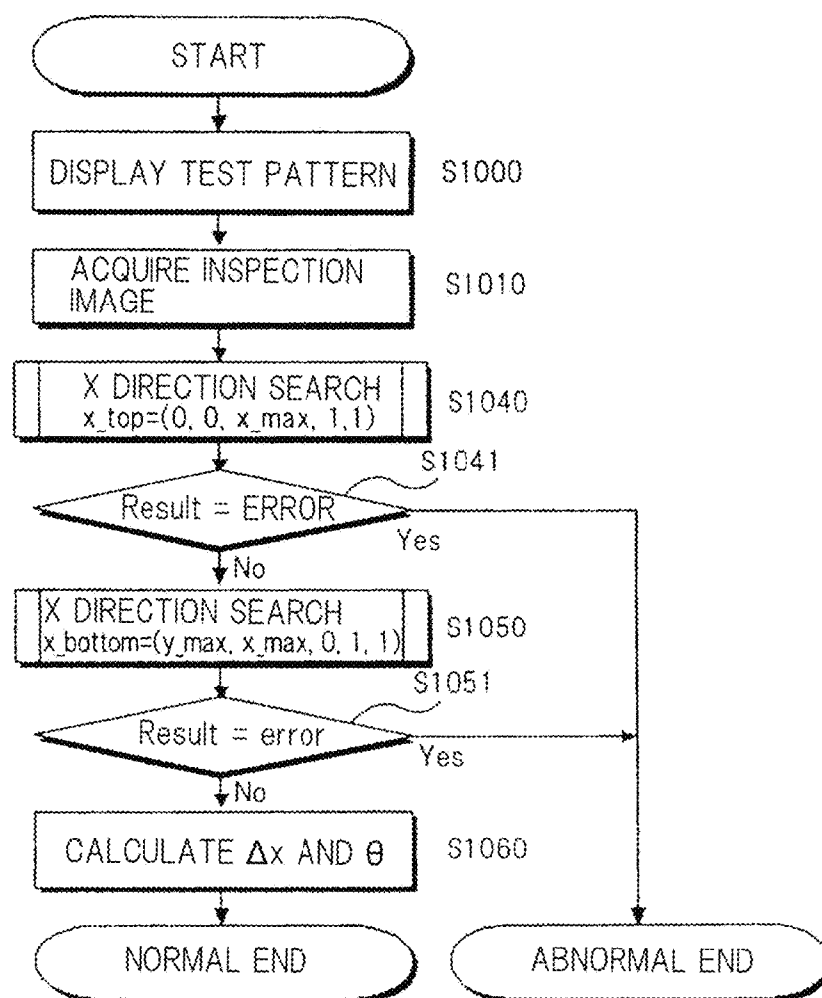 START
DISPLAY TEST PATTERN
S1000
ACQUIRE INSPECTION
IMAGE
S1010
X DIRECTION SEARCH
x_top=(0, 0, x_max, 1,1)
S1040
S1041
Result = ERROR
Yes
No
X DIRECTION SEARCH
x_bottom=(y_max, x_max, 0, 1, 1)
S1050
S1051
Result = error
Yes
No
CALCULATE Δx AND θ
S1060
NORMAL END
ABNORMAL END